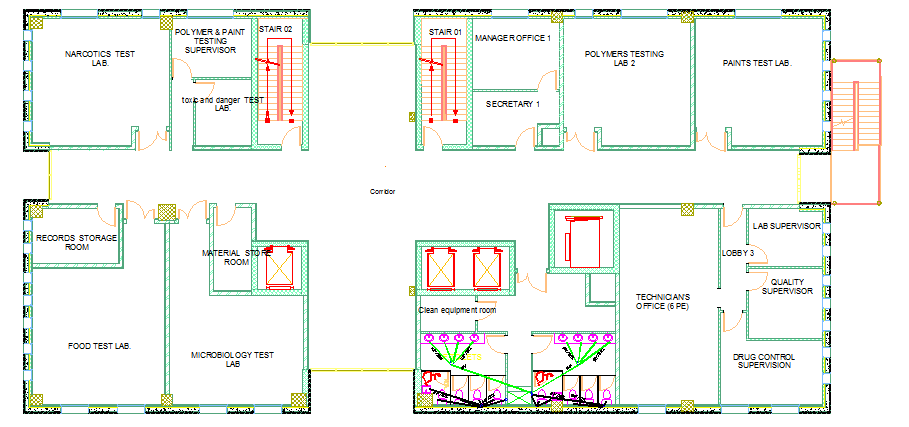 NARCOTICS TEST
LAB.
POLYMER & PAINT
TESTING
SUPERVISOR
STAIR 02
toxic and danger TEST
LAB.
STAIR 01
MANAGER OFFICE 1
SECRETARY 1
POLYMERS TESTING
LAB 2
PAINTS TEST LAB.
Corridor
RECORDS STORAGE
ROOM
MATERIAL STORE
ROOM
FOOD TEST LAB.
MICROBIOLOGY TEST
LAB
Clean equipment room
TECHNICIAN'S
OFFICE (6 PE)
LOBBY 3
LAB SUPERVISOR
QUALITY
SUPERVISOR
DRUG CONTROL
SUPERVISION